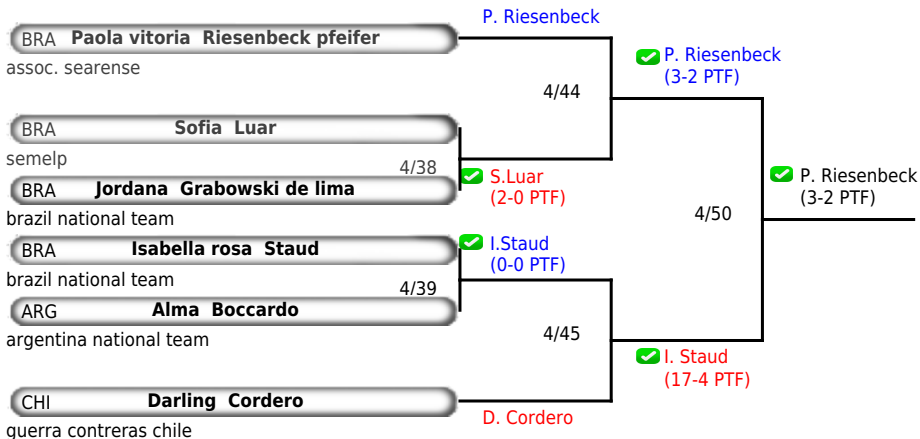 P. Riesenbeck
BRA Paola vitoria Riesenbeck pfeifer
assoc. searense
P. Riesenbeck
(3-2 PTF)
4/44
BRA Sofia Luar
semelp
4/38
S.Luar
(2-0 PTF)
BRA Jordana Grabowski de lima
brazil national team
P. Riesenbeck
(3-2 PTF)
4/50
BRA Isabella rosa Staud
I.Staud
(0-0 PTF)
brazil national team
4/39
ARG Alma Boccardo
argentina national team
4/45
I. Staud
(17-4 PTF)
CHI Darling Cordero
D. Cordero
guerra contreras chile